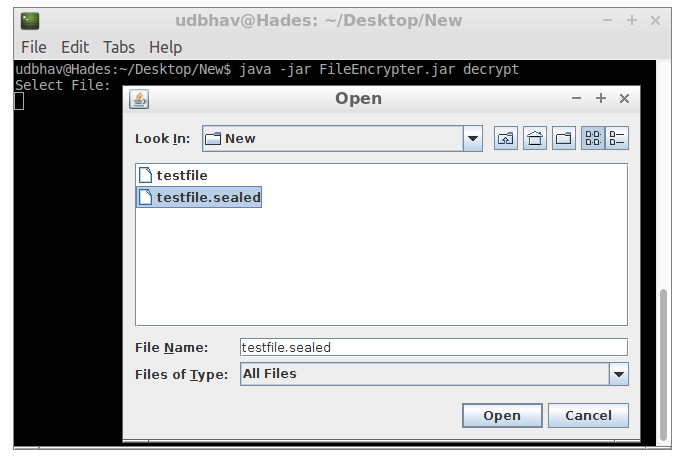 udbhav@Hades: ~/Desktop/New
File Edit Tabs Help
udbhav@Hades:~/Desktop/New$ java -jar FileEncrypter.jar decrypt
Select File:
Open
Look In: New
testfile
testfile.sealed
File Name: testfile.sealed
Files of Type: All Files
Open Cancel